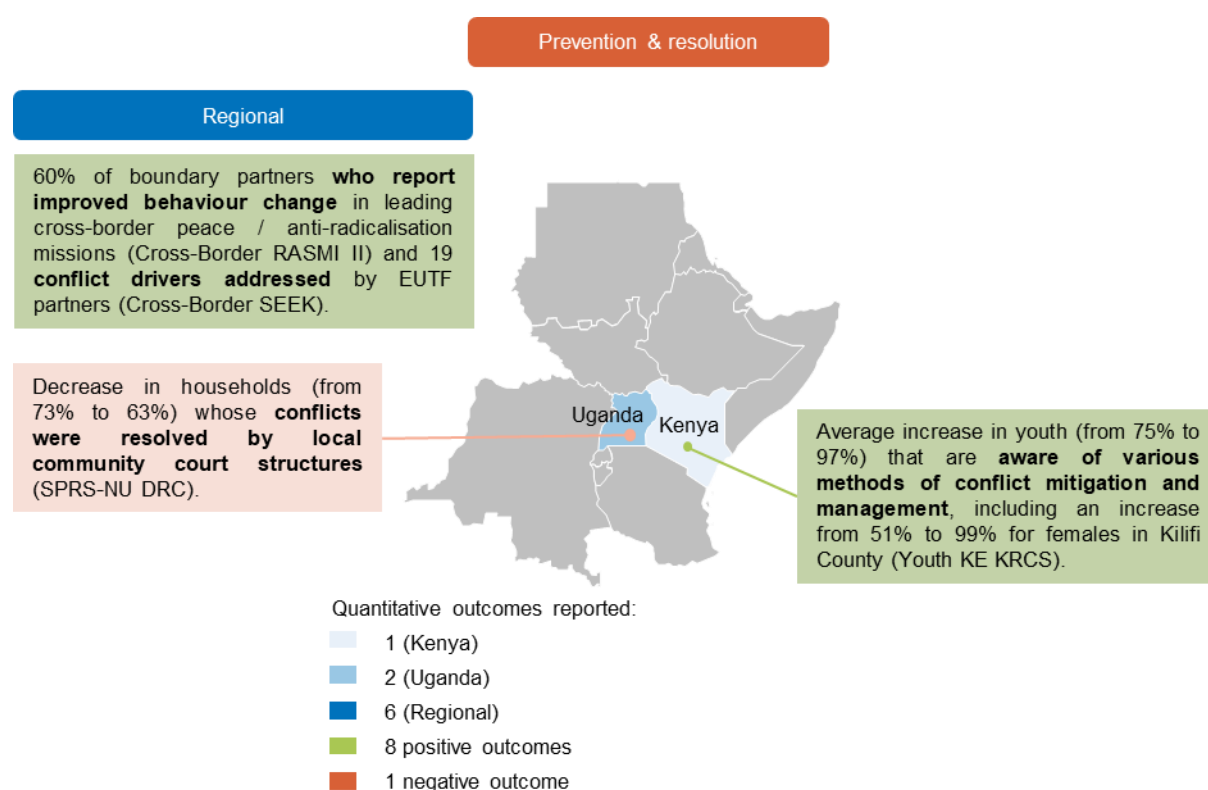 Prevention & resolution
Regional
60% of boundary partners who report
improved behaviour change in leading
cross-border peace / anti-radicalisation
missions (Cross-Border RASMI II) and 19
conflict drivers addressed by EUTF
partners (Cross-Border SEEK).
Decrease in households (from
73% to 63%) whose conflicts
were resolved by local
community court structures
(SPRS-NU DRC).
Uganda
Kenya
Average increase in youth (from 75% to
97%) that are aware of various
methods of conflict mitigation and
management, including an increase
from 51% to 99% for females in Kilifi
County (Youth KE KRCS).
Quantitative outcomes reported:
1 (Kenya)
2 (Uganda)
6 (Regional)
8 positive outcomes
1 negative outcome